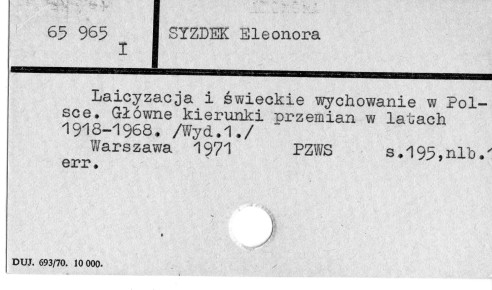 65 965
I
SYZDEK Eleonora
Laicyzacja i świeckie wychowanie w Pol-
sce. Główne kierunki przemian w latach
1918-1968. /Wyd.1./
Warszawa 1971 PZWS s.195,nlb.1
err.
DUJ. 693/70. 10 000.